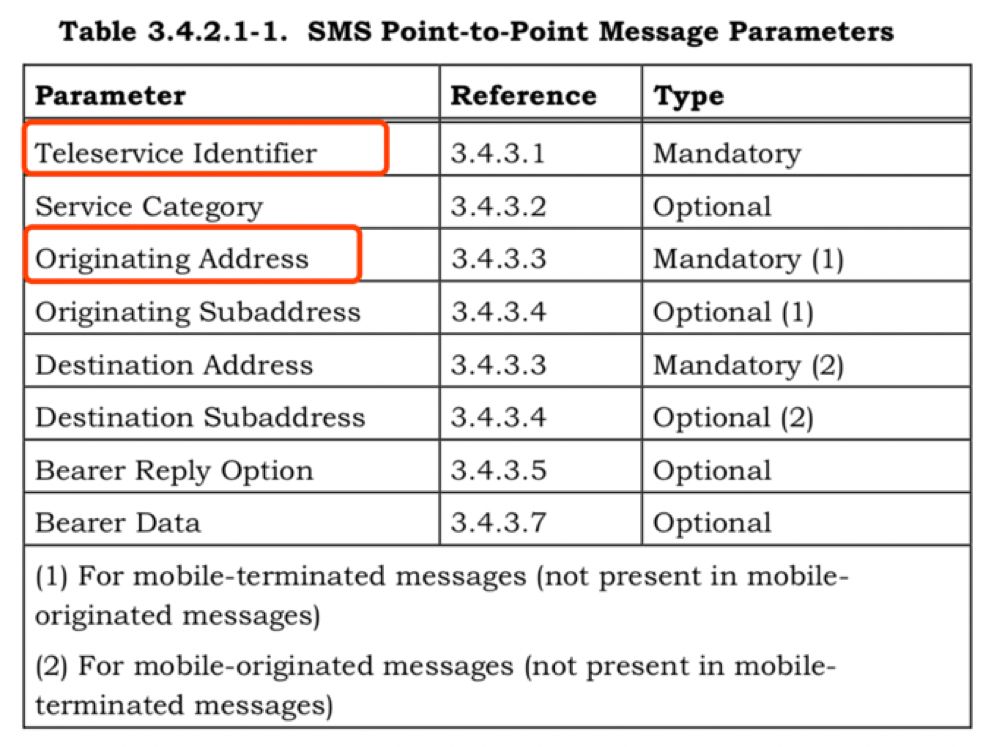 Table 3.4.2.1-1. SMS Point-to-Point Message Parameters
Parameter Reference Type
Teleservice Identifier 3.4.3.1 Mandatory
Service Category 3.4.3.2 Optional
Originating Address 3.4.3.3 Mandatory (1)
Originating Subaddress 3.4.3.4 Optional (1)
Destination Address 3.4.3.3 Mandatory (2)
Destination Subaddress 3.4.3.4 Optional (2)
Bearer Reply Option 3.4.3.5 Optional
Bearer Data 3.4.3.7 Optional
(1) For mobile-terminated messages (not present in mobile-
originated messages)
(2) For mobile-originated messages (not present in mobile-
terminated messages)